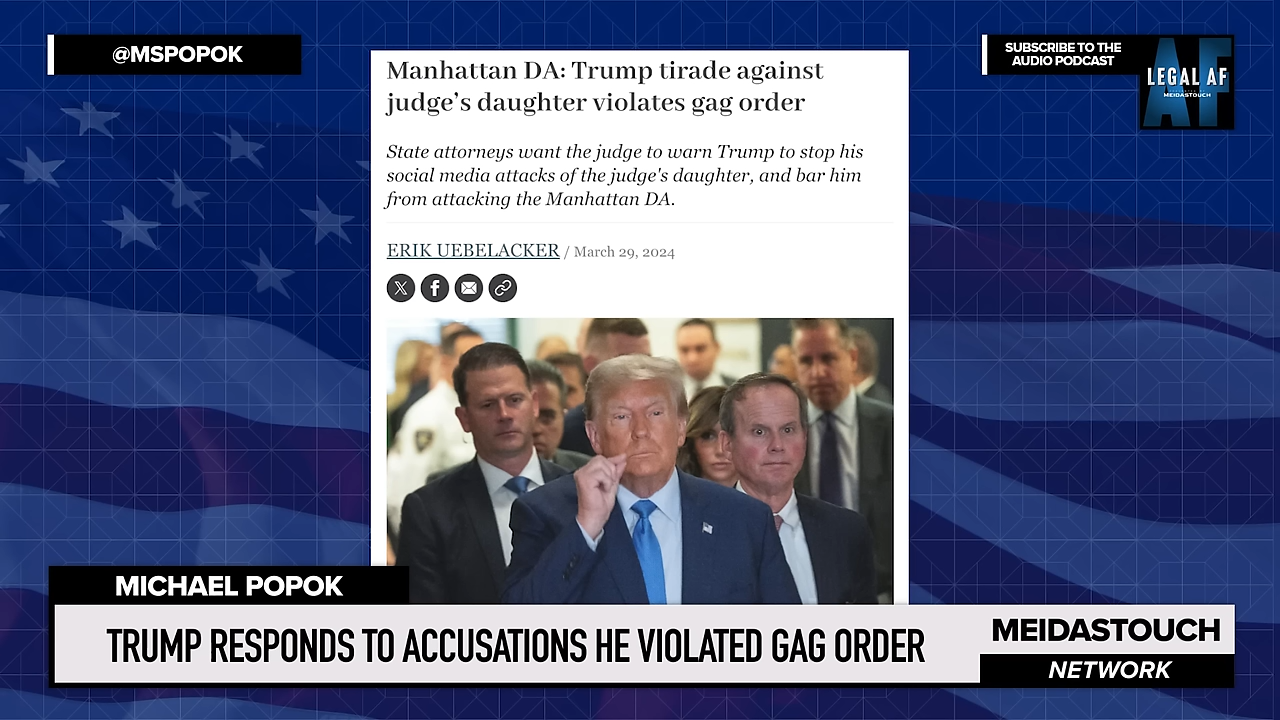 @MSPOPOK
SUBSCRIBE TO THE
AUDIO PODCAST
LEGAL AF
MEIDASTOUCH
Manhattan DA: Trump tirade against
judge's daughter violates gag order
State attorneys want the judge to warn Trump to stop his
social media attacks of the judge's daughter, and bar him
from attacking the Manhattan DA.
ERIK UEBELACKER / March 29, 2024
MICHAEL POPOK
TRUMP RESPONDS TO ACCUSATIONS HE VIOLATED GAG ORDER
MEIDASTOUCH
NETWORK